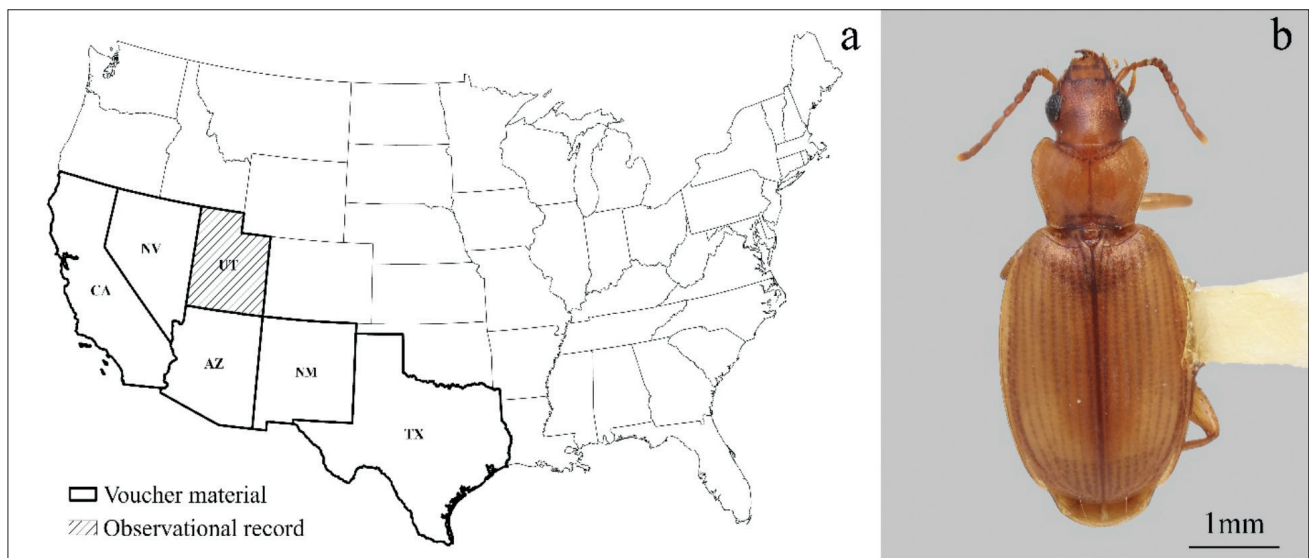 a
NV
UT
CA
AZ
NM
TX
Voucher material
Observational record
b
1mm